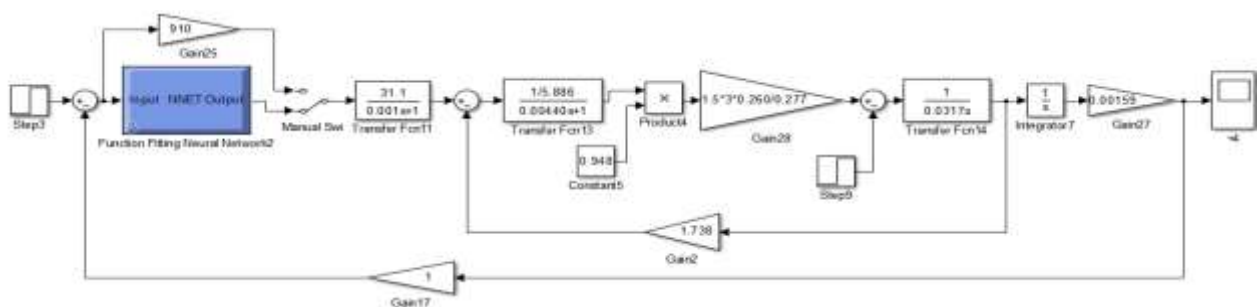 910
Gain25
Step3
Input NNET Output
Function Fitting Neural Network2
Manual Swi
31.1
0.001s+1
Transfer Fcn11
1/5.886
0.00440s+1
Transfer Fcn13
×
Product4
0.948
Constant5
1.5*3*0.260/0.277
Gain28
Step9
1
0.0317s
Transfer Fcn14
1
s
Integrator7
0.00159
Gain27
1.738
Gain2
1
Gain17